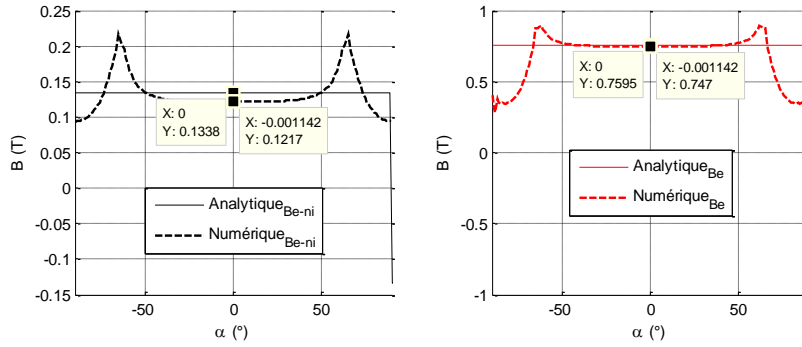 0.25
0.2
0.15
0.1
0.05
0
-0.05
-0.1
-0.15
B (T)
X: 0
Y: 0.1338
X: -0.001142
Y: 0.1217
Analytique Be-ni
Numérique Be-ni
-50
0
50
α (°)
1
0.5
0
-0.5
-1
B (T)
X: 0
Y: 0.7595
X: -0.001142
Y: 0.747
Analytique Be
Numérique Be
-50
0
50
α (°)